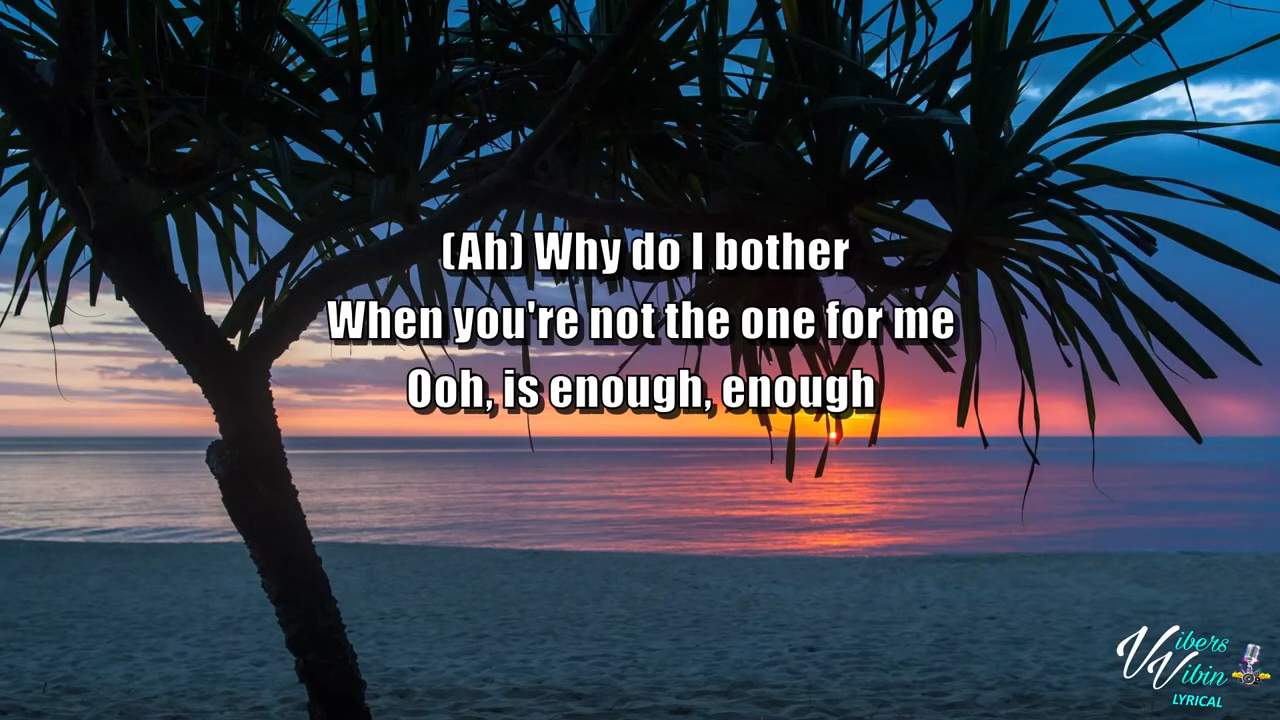 (Ah) Why do I bother
When you're not the one for me
Ooh, is enough, enough
Vibers
Vibin
LYRICAL